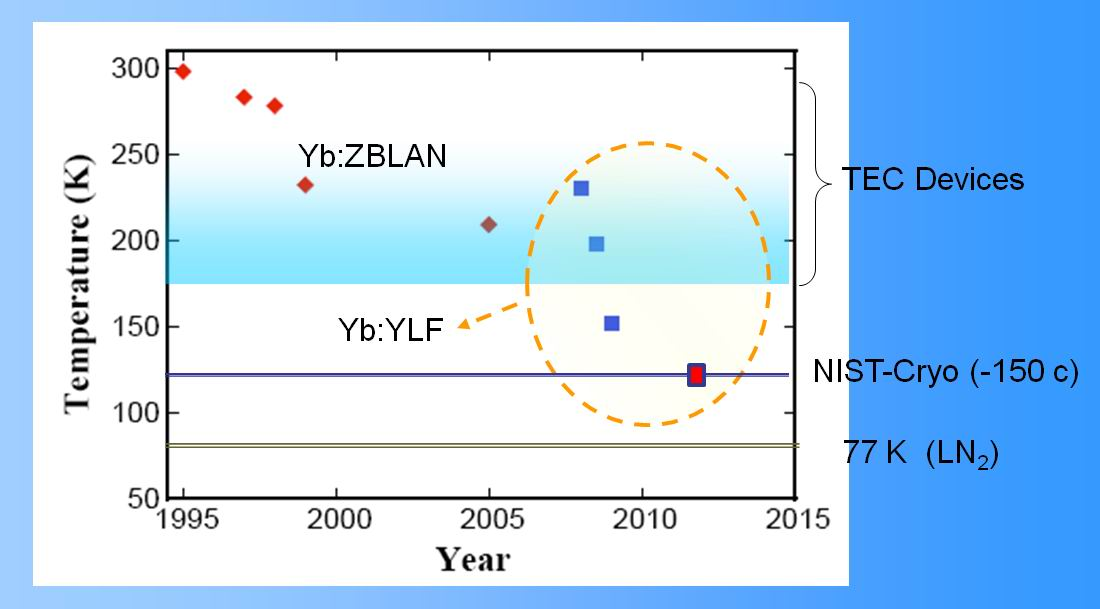 300
250
200
150
100
50
Temperature (K)
1995
2000
2005
2010
2015
Year
Yb:ZBLAN
Yb:YLF
TEC Devices
NIST-Cryo (-150 c)
77 K (LN2)